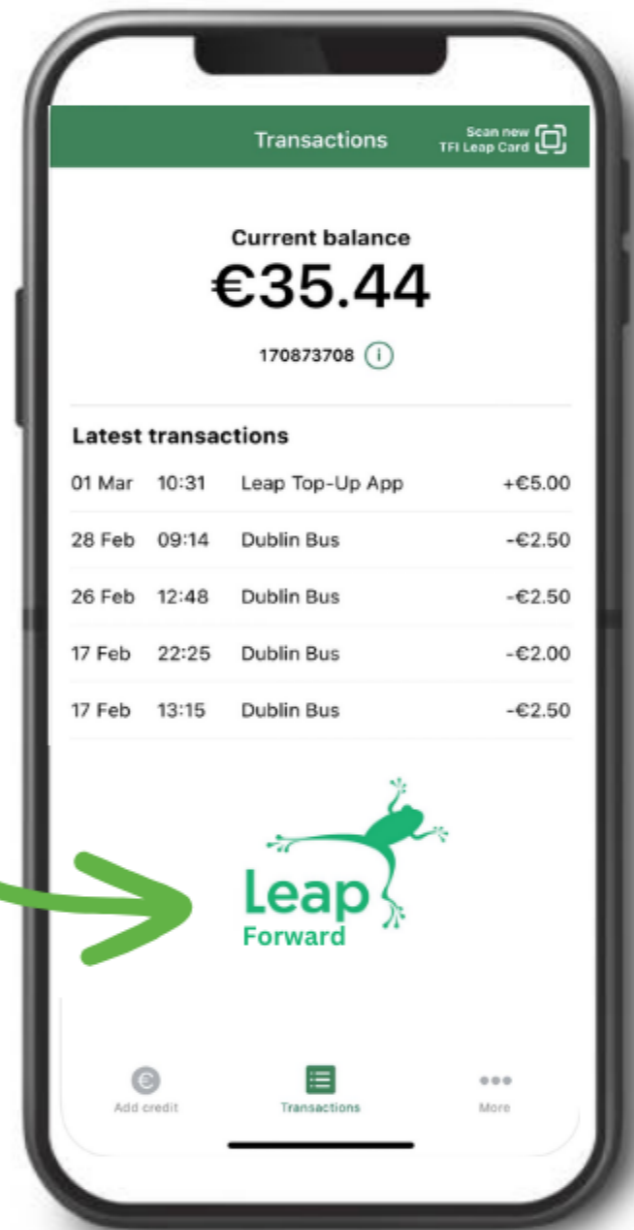 Transactions
Scan new
TFI Leap Card
Current balance
€35.44
170873708 i
Latest transactions
01 Mar 10:31 Leap Top-Up App +€5.00
28 Feb 09:14 Dublin Bus -€2.50
26 Feb 12:48 Dublin Bus -€2.50
17 Feb 22:25 Dublin Bus -€2.00
17 Feb 13:15 Dublin Bus -€2.50
Leap
Forward
€
Add credit Transactions More